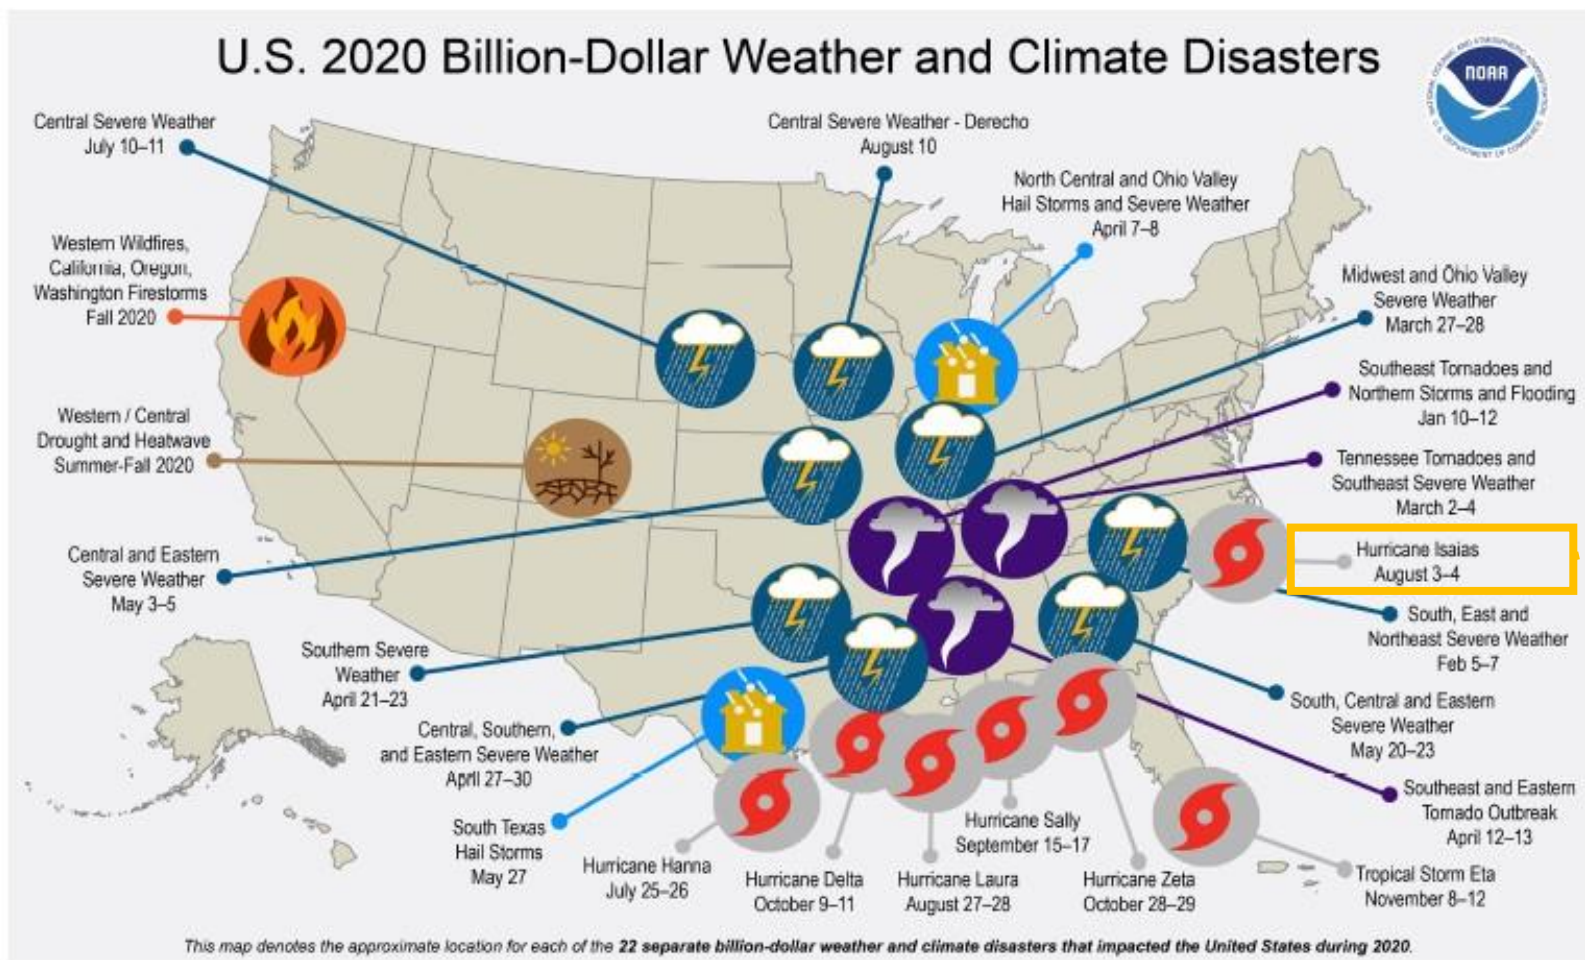 U.S. 2020 Billion-Dollar Weather and Climate Disasters
NOAA
Central Severe Weather
July 10–11
Central Severe Weather - Derecho
August 10
North Central and Ohio Valley
Hail Storms and Severe Weather
April 7–8
Western Wildfires,
California, Oregon,
Washington Firestorms
Fall 2020
Midwest and Ohio Valley
Severe Weather
March 27–28
Southeast Tornadoes and
Northern Storms and Flooding
Jan 10–12
Western / Central
Drought and Heatwave
Summer-Fall 2020
Tennessee Tornadoes and
Southeast Severe Weather
March 2–4
Central and Eastern
Severe Weather
May 3–5
Hurricane Isaias
August 3–4
South, East and
Northeast Severe Weather
Feb 5–7
Southern Severe
Weather
April 21–23
South, Central and Eastern
Severe Weather
May 20–23
Central, Southern,
and Eastern Severe Weather
April 27–30
Southeast and Eastern
Tornado Outbreak
April 12–13
South Texas
Hail Storms
May 27
Hurricane Hanna
July 25–26
Hurricane Delta
October 9–11
Hurricane Laura
August 27–28
Hurricane Sally
September 15–17
Hurricane Zeta
October 28–29
Tropical Storm Eta
November 8–12
This map denotes the approximate location for each of the 22 separate billion-dollar weather and climate disasters that impacted the United States during 2020.